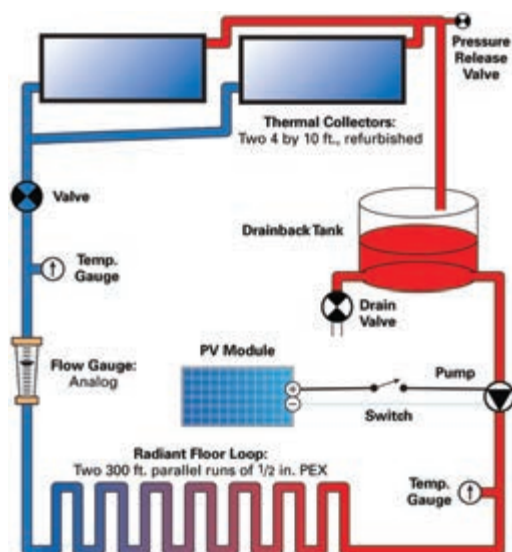 Pressure
Release
Valve
Thermal Collectors:
Two 4 by 10 ft., refurbished
Valve
Drainback Tank
Temp.
Gauge
Drain
Valve
PV Module
Flow Gauge:
Analog
Pump
+
−
Switch
Radiant Floor Loop:
Two 300 ft. parallel runs of 1/2 in. PEX
Temp.
Gauge